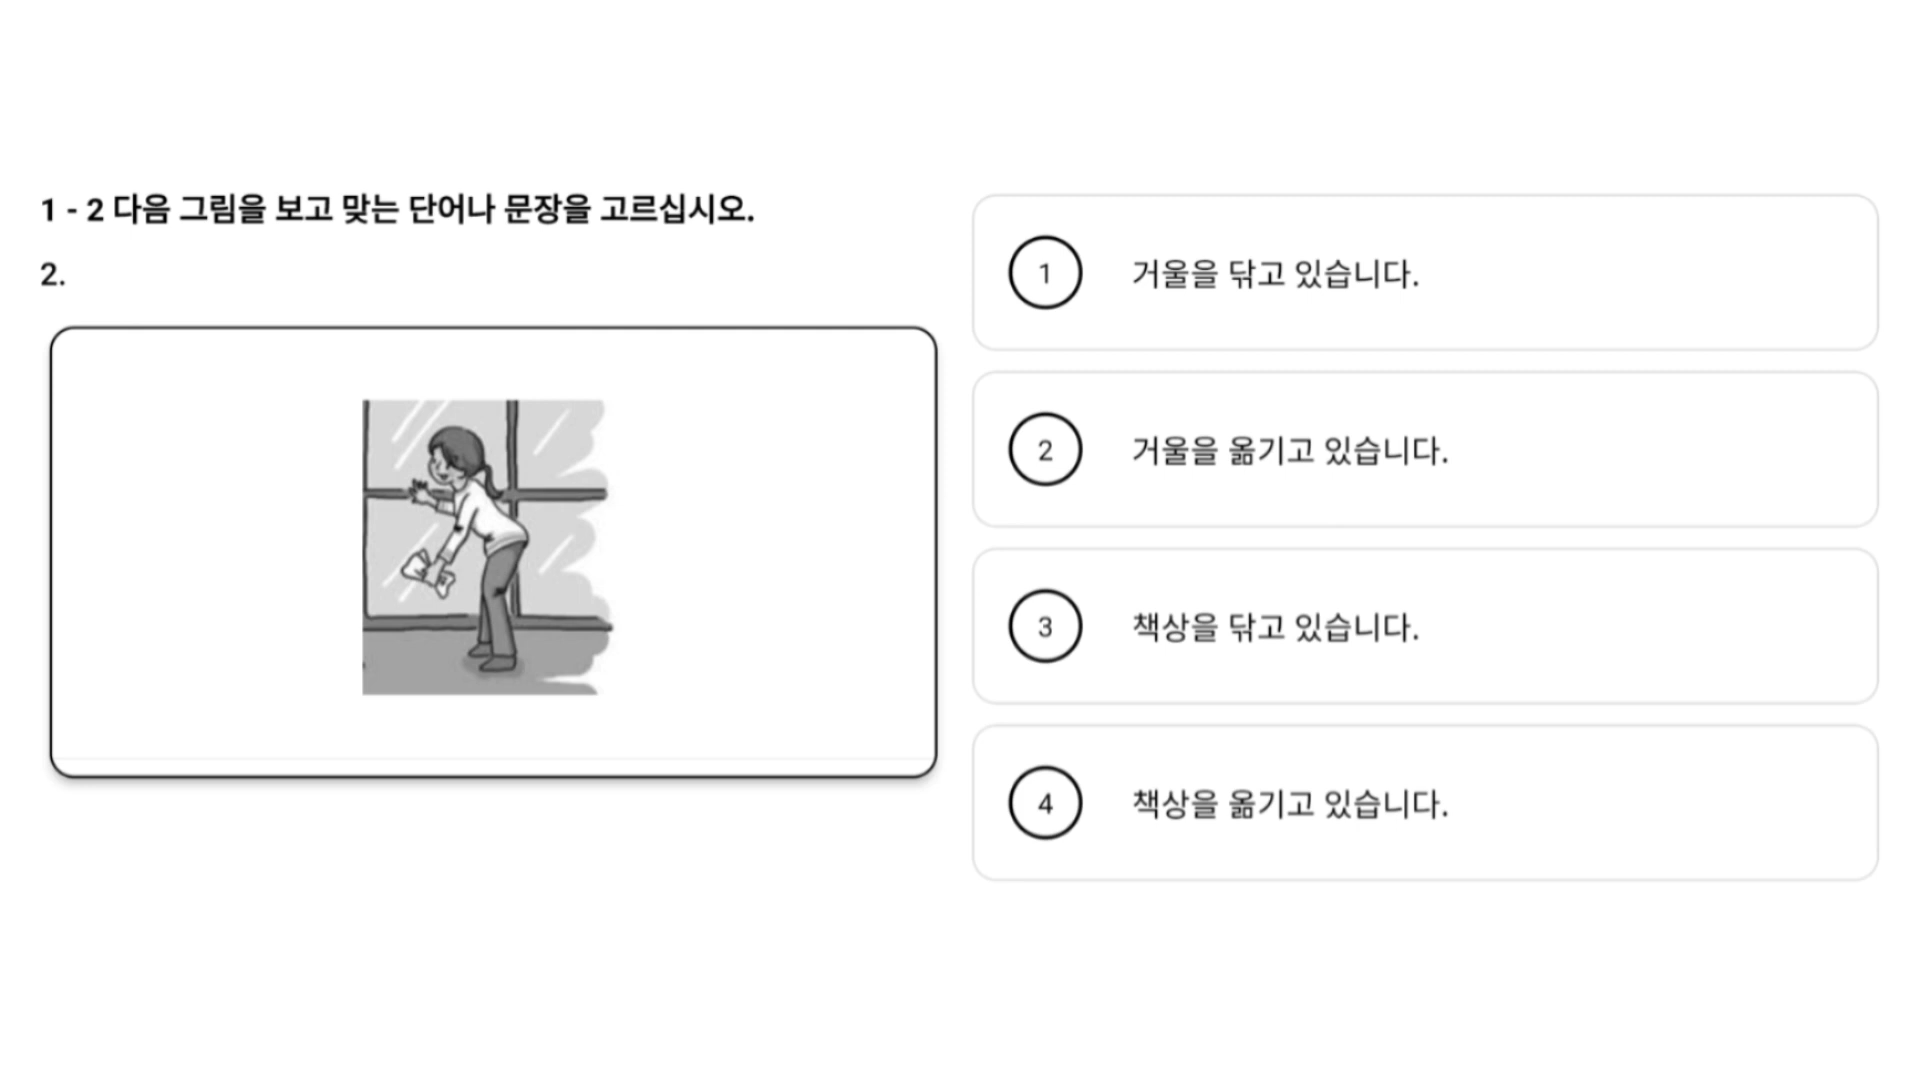 1 - 2 다음 그림을 보고 맞는 단어나 문장을 고르십시오.
2.
1 거울을 닦고 있습니다.
2 거울을 옮기고 있습니다.
3 책상을 닦고 있습니다.
4 책상을 옮기고 있습니다.